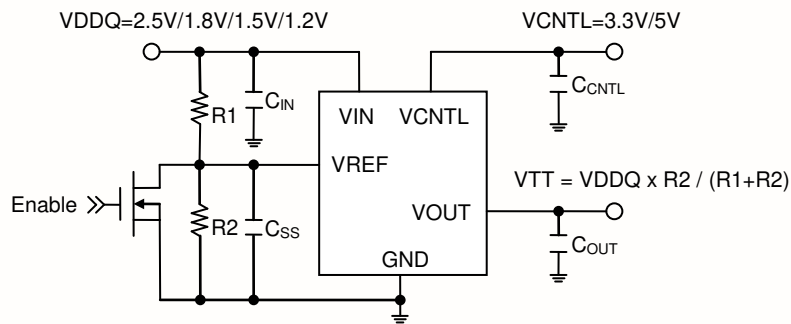 VDDQ=2.5V/1.8V/1.5V/1.2V
VCNTL=3.3V/5V
R1
CIN
VIN
VCNTL
CCNTL
VREF
VTT = VDDQ x R2 / (R1+R2)
Enable
R2
CSS
VOUT
COUT
GND